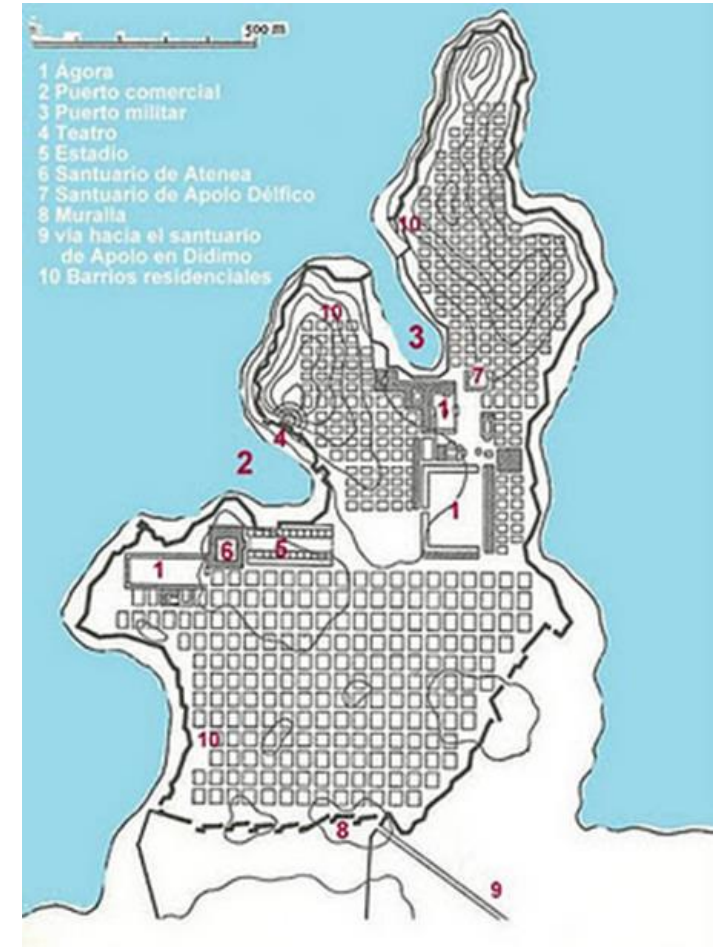 500 m
1 Ágora
2 Puerto comercial
3 Puerto militar
4 Teatro
5 Estadio
6 Santuario de Atenea
7 Santuario de Apolo Délfico
8 Muralla
9 via hacia el santuario
de Apolo en Dídimo
10 Barrios residenciales
10
10
3
7
1
4
2
1
6
5
1
10
8
9